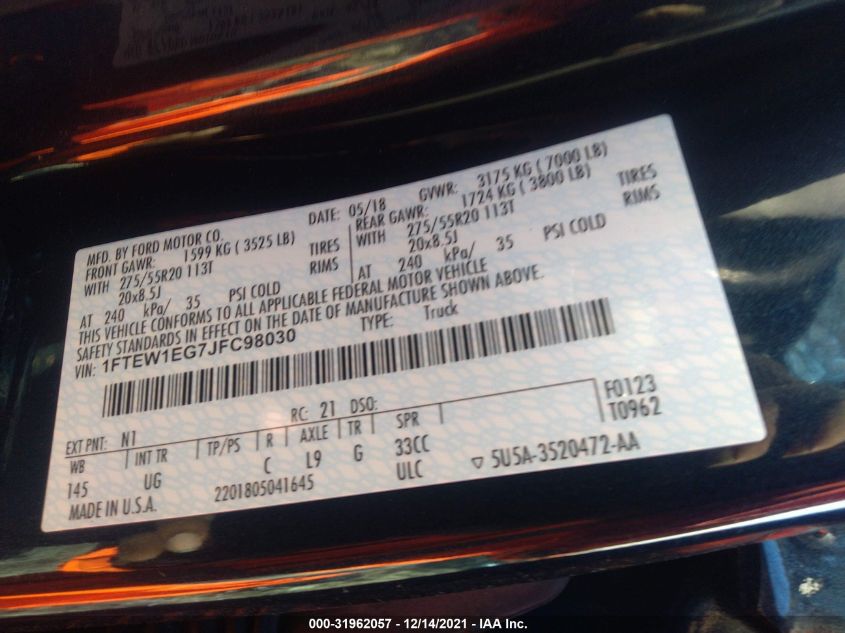 MFD. BY FORD MOTOR CO.
DATE: 05/18 GVWR: 3175 KG ( 7000 LB)
FRONT GAWR: 1599 KG ( 3525 LB)
REAR GAWR: 1724 KG ( 3800 LB)
WITH 275/55R20 113T TIRES
WITH 275/55R20 113T TIRES
20x8.5J RIMS
20x8.5J RIMS
AT 240 kPa/ 35 PSI COLD
AT 240 kPa/ 35 PSI COLD
THIS VEHICLE CONFORMS TO ALL APPLICABLE FEDERAL MOTOR VEHICLE
SAFETY STANDARDS IN EFFECT ON THE DATE OF MANUFACTURE SHOWN ABOVE.
VIN: 1FTEW1EG7JFC98030 TYPE: Truck
F0123
T0962
EXT PNT: N1 RC: 21 DSO:
WB INT TR TP/PS R AXLE TR SPR
145 UG C L9 G 33CC
MADE IN U.S.A. 2201805041645 ULC ▽ 5U5A-3520472-AA
000-31962057 - 12/14/2021 - IAA Inc.